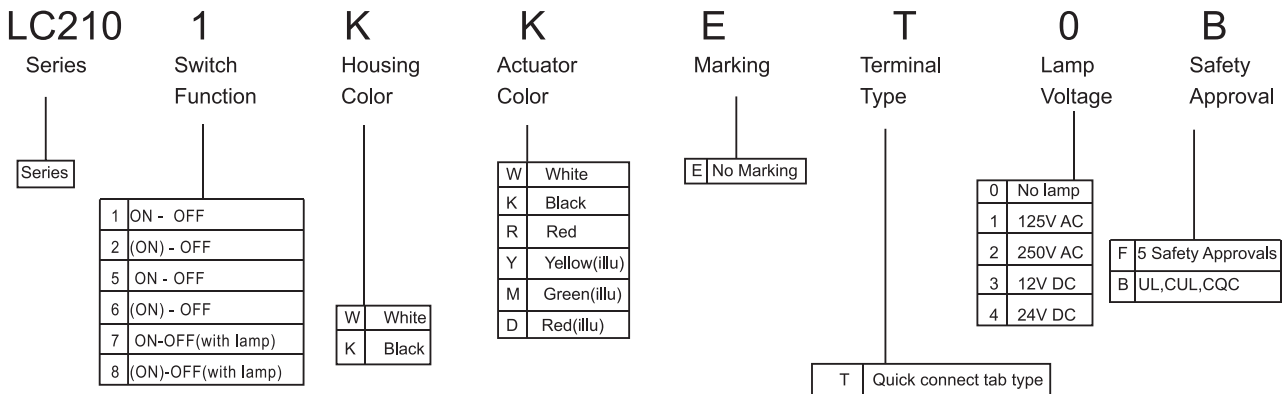 LC210 1 K K E T 0 B
Series Switch Housing Actuator Marking Terminal Lamp Safety
Function Color Color Type Voltage Approval
Series
1 ON - OFF
2 (ON) - OFF
5 ON - OFF
6 (ON) - OFF
7 ON-OFF(with lamp)
8 (ON)-OFF(with lamp)
W White
K Black
W White
K Black
R Red
Y Yellow(illu)
M Green(illu)
D Red(illu)
E No Marking
T Quick connect tab type
0 No lamp
1 125V AC
2 250V AC
3 12V DC
4 24V DC
F 5 Safety Approvals
B UL,CUL,CQC